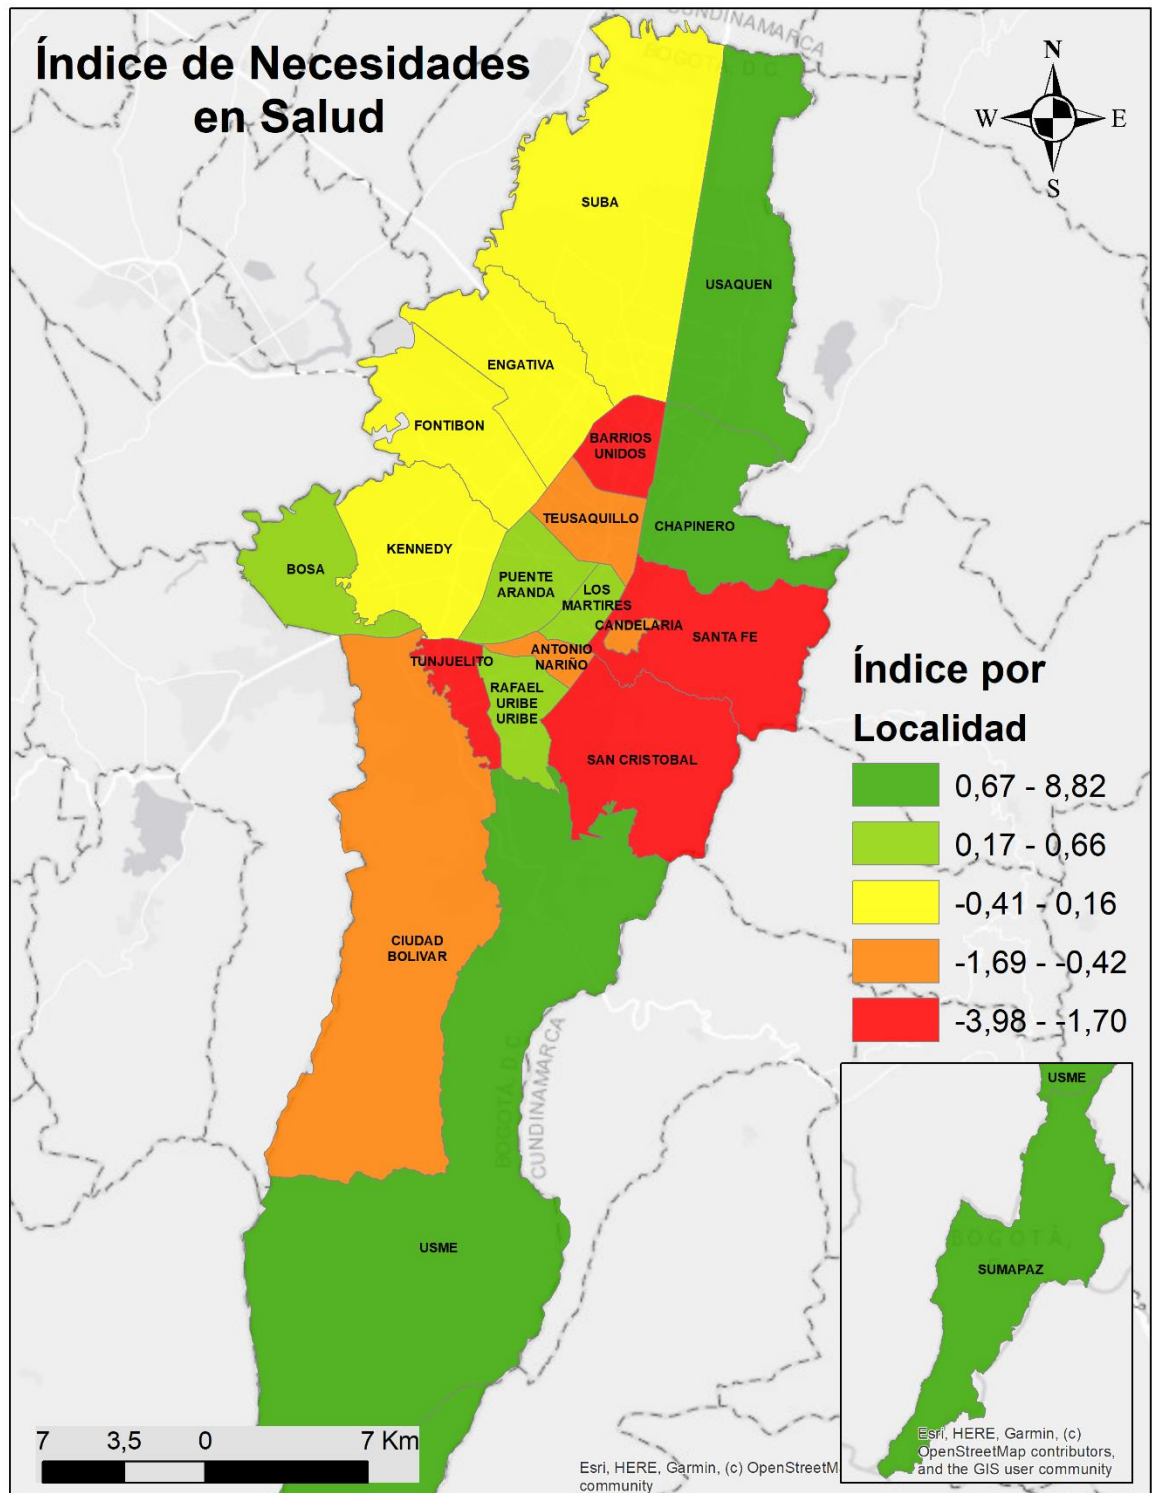 CUNDINAMARCA
BOGOTÁ, D.C.
Índice de Necesidades
en Salud
N
W
E
S
SUBA
USAQUEN
ENGATIVA
FONTIBON
BARRIOS
UNIDOS
TEUSAQUILLO
CHAPINERO
KENNEDY
BOSA
PUENTE
ARANDA
LOS
MARTIRES
CANDELARIA
SANTA FE
ANTONIO
NARIÑO
TUNJUELITO
RAFAEL
URIBE
URIBE
SAN CRISTOBAL
CIUDAD
BOLIVAR
BOGOTÁ, D.C.
CUNDINAMARCA
USME
Índice por
Localidad
0,67 - 8,82
0,17 - 0,66
-0,41 - 0,16
-1,69 - -0,42
-3,98 - -1,70
USME
BOGOTÁ,
SUMAPAZ
Esri, HERE, Garmin, (c)
OpenStreetMap contributors,
and the GIS user community
7 3,5 0 7 Km
Esri, HERE, Garmin, (c) OpenStreetM
community